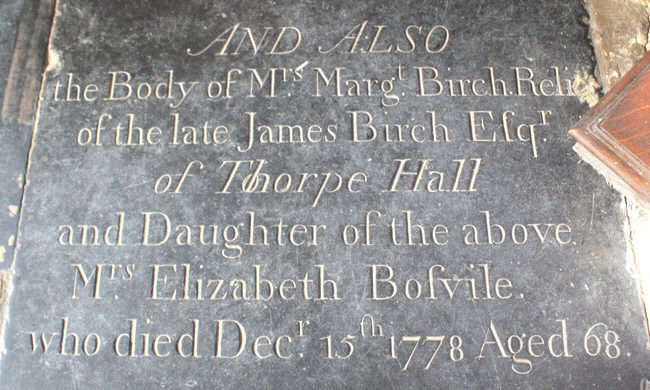 AND ALSO
the Body of Mrs. Margt. Birch. Relic
of the late James Birch Eſqr.
of Thorpe Hall
and Daughter of the above
Mrs. Elizabeth Boſvile.
who died Decr. 15th 1778 Aged 68.